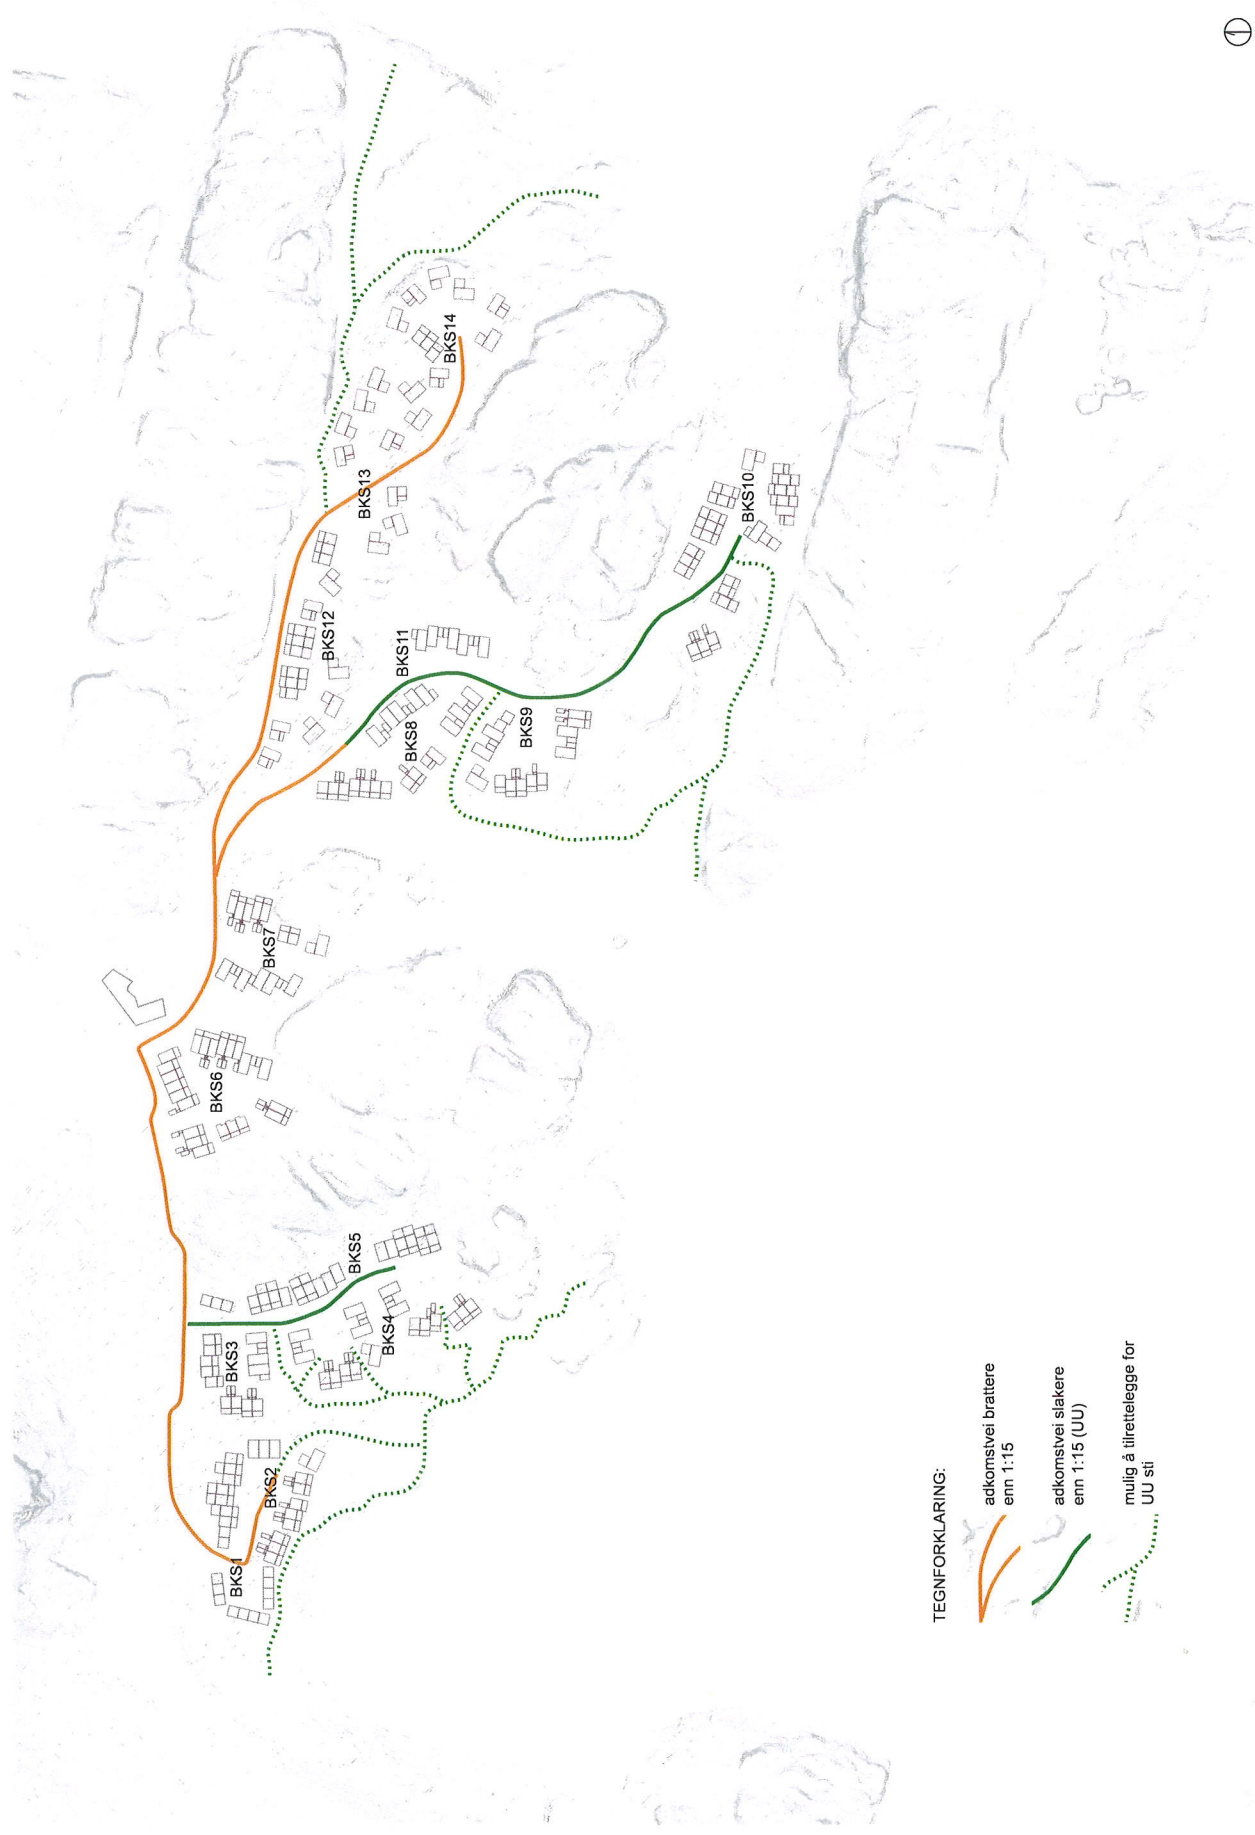 BKS1
BKS2
BKS3
BKS4
BKS5
BKS6
BKS7
BKS8
BKS9
BKS10
BKS11
BKS12
BKS13
BKS14
TEGNFORKLARING:
adkomstvei brattere
enn 1:15
adkomstvei slakere
enn 1:15 (UU)
mulig å tilrettelegge for
UU sti